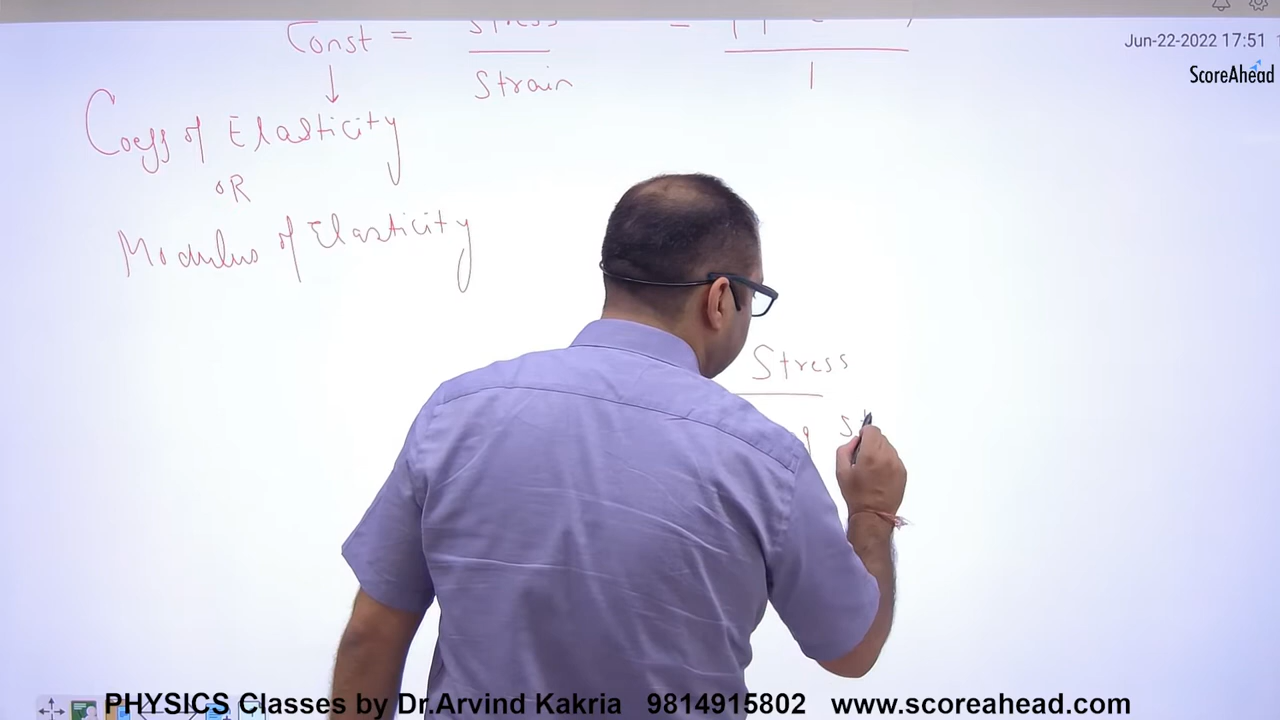 Const = Stress =
Jun-22-2022 17:51
Strain 1
ScoreAhead
Coeff of Elasticity
OR
Modulus of Elasticity
Stress
PHYSICS Classes by Dr.Arvind Kakria 9814915802 www.scoreahead.com